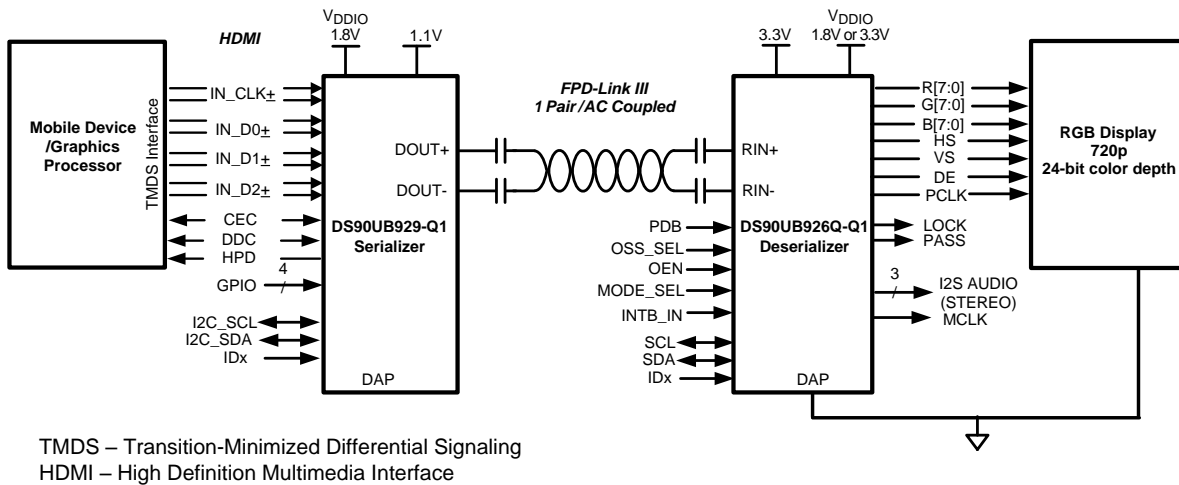 VDDIO
1.8V
1.1V
HDMI
3.3V
VDDIO
1.8V or 3.3V
FPD-Link III
1 Pair /AC Coupled
Mobile Device
/Graphics
Processor
TMDS Interface
IN_CLK±
IN_D0±
IN_D1±
IN_D2±
CEC
DDC
HPD
GPIO
4
I2C_SCL
I2C_SDA
IDx
DOUT+
DOUT-
DS90UB929-Q1
Serializer
DAP
RIN+
RIN-
DS90UB926Q-Q1
Deserializer
DAP
PDB
OSS_SEL
OEN
MODE_SEL
INTB_IN
SCL
SDA
IDx
R[7:0]
G[7:0]
B[7:0]
HS
VS
DE
PCLK
LOCK
PASS
3
I2S AUDIO
(STEREO)
MCLK
RGB Display
720p
24-bit color depth
TMDS – Transition-Minimized Differential Signaling
HDMI – High Definition Multimedia Interface